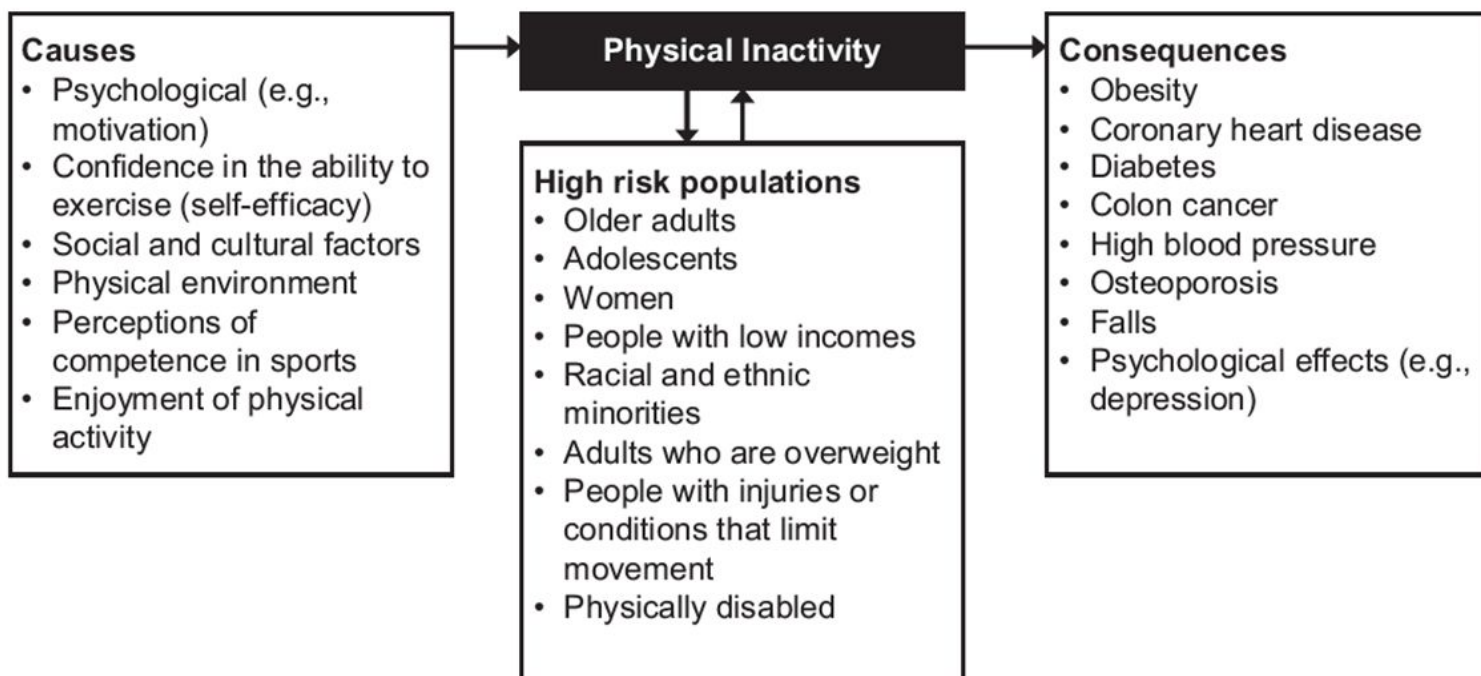 Causes
• Psychological (e.g.,
motivation)
• Confidence in the ability to
exercise (self-efficacy)
• Social and cultural factors
• Physical environment
• Perceptions of
competence in sports
• Enjoyment of physical
activity
Physical Inactivity
High risk populations
• Older adults
• Adolescents
• Women
• People with low incomes
• Racial and ethnic
minorities
• Adults who are overweight
• People with injuries or
conditions that limit
movement
• Physically disabled
Consequences
• Obesity
• Coronary heart disease
• Diabetes
• Colon cancer
• High blood pressure
• Osteoporosis
• Falls
• Psychological effects (e.g.,
depression)